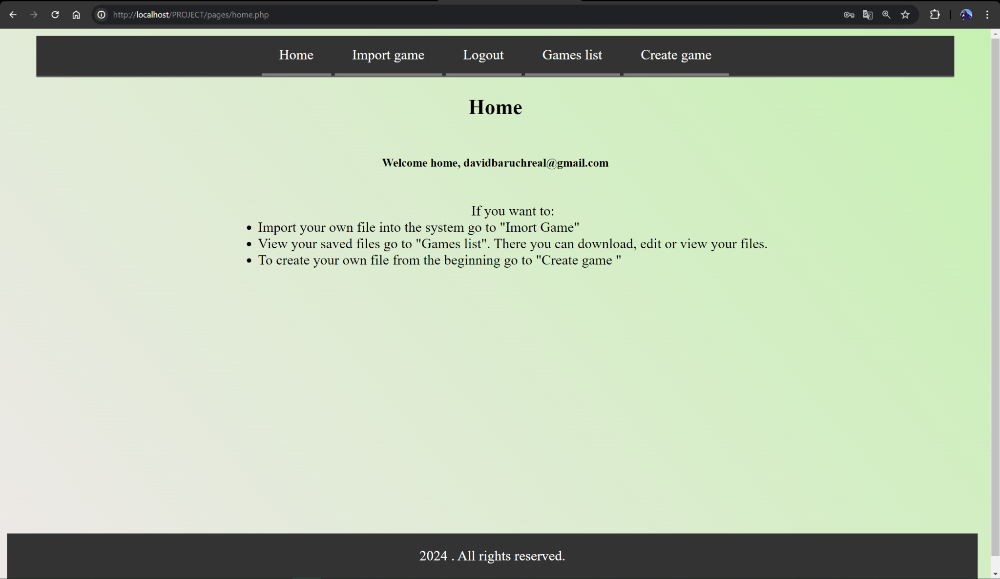 http://localhost/PROJECT/pages/home.php
Home Import game Logout Games list Create game
Home
Welcome home, davidbaruchreal@gmail.com
If you want to:
• Import your own file into the system go to "Imort Game"
• View your saved files go to "Games list". There you can download, edit or view your files.
• To create your own file from the beginning go to "Create game "
2024 . All rights reserved.